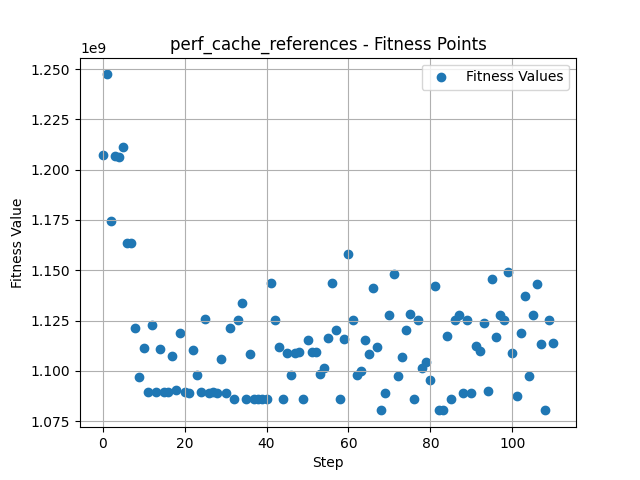 perf_cache_references - Fitness Points
1e9
Fitness Values
1.250
1.225
1.200
1.175
1.150
1.125
1.100
1.075
Fitness Value
0 20 40 60 80 100
Step